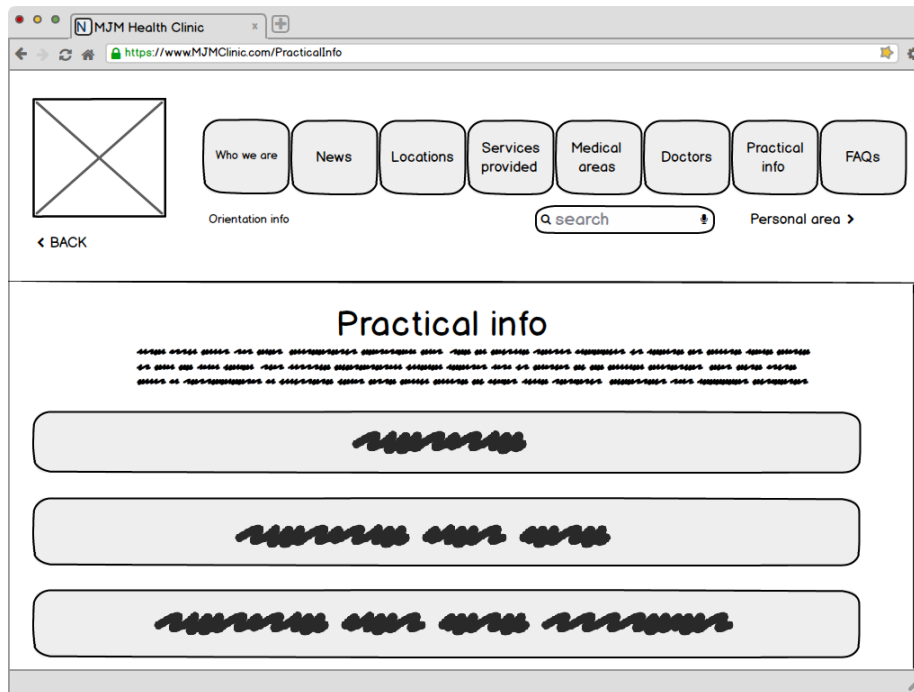 MJM Health Clinic
https://www.MJMClinic.com/PracticalInfo
Who we are
News
Locations
Services
provided
Medical
areas
Doctors
Practical
info
FAQs
Orientation info
search
Personal area
BACK
Practical info